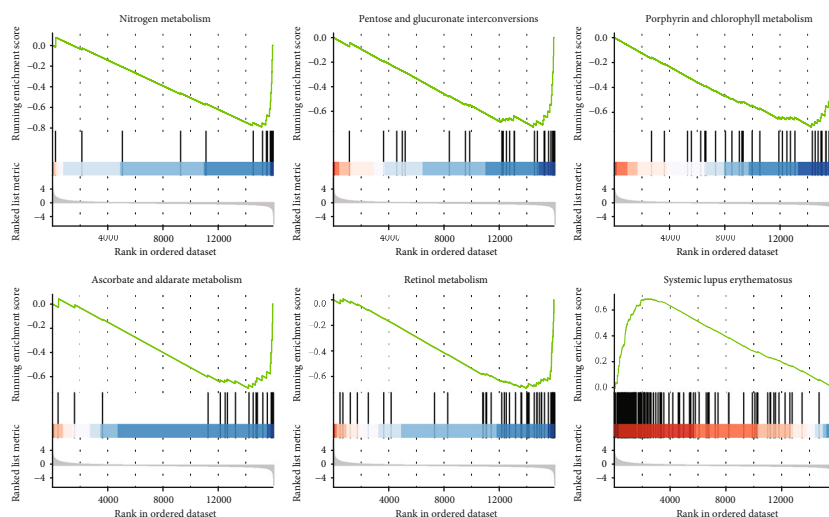 Nitrogen metabolism
Running enrichment score
0.0
−0.2
−0.4
−0.6
−0.8
Ranked list metric
4
0
−4
4000
8000
12000
Rank in ordered dataset
Pentose and glucuronate interconversions
Running enrichment score
0.0
−0.2
−0.4
−0.6
Ranked list metric
4
0
−4
4000
8000
12000
Rank in ordered dataset
Porphyrin and chlorophyll metabolism
Running enrichment score
0.0
−0.2
−0.4
−0.6
Ranked list metric
4
0
−4
4000
8000
12000
Rank in ordered dataset
Ascorbate and aldarate metabolism
Running enrichment score
0.0
−0.2
−0.4
−0.6
Ranked list metric
4
0
−4
4000
8000
12000
Rank in ordered dataset
Retinol metabolism
Running enrichment score
0.0
−0.2
−0.4
−0.6
Ranked list metric
4
0
−4
4000
8000
12000
Rank in ordered dataset
Systemic lupus erythematosus
Running enrichment score
0.6
0.4
0.2
0.0
Ranked list metric
4
0
−4
4000
8000
12000
Rank in ordered dataset